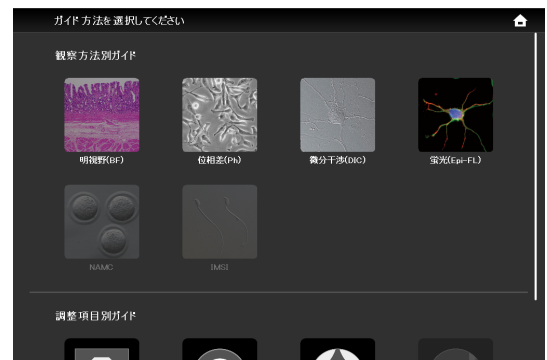 ガイド方法を選択してください
観察方法別ガイド
明視野(BF)
位相差(Ph)
微分干渉(DIC)
蛍光(Epi-FL)
NAMC
IMSI
調整項目別ガイド